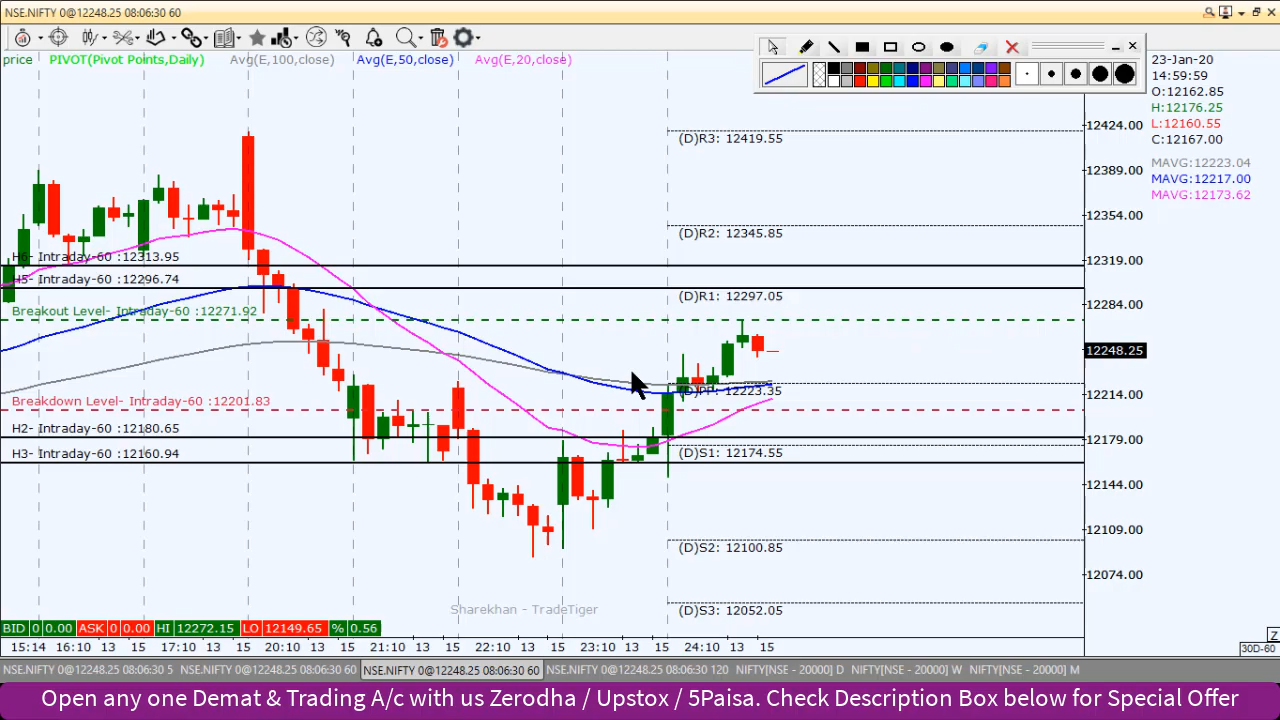 NSE.NIFTY 0@12248.25 08:06:30 60
price PIVOT(Pivot Points,Daily) Avg(E,100,close) Avg(E,50,close) Avg(E,20,close)
23-Jan-20
14:59:59
O:12162.85
H:12176.25
L:12160.55
C:12167.00
MAVG:12223.04
MAVG:12217.00
MAVG:12173.62
12424.00
(D)R3: 12419.55
12389.00
12354.00
(D)R2: 12345.85
H6- Intraday-60 :12313.95
12319.00
H5- Intraday-60 :12296.74
(D)R1: 12297.05
12284.00
Breakout Level- Intraday-60 :12271.92
12248.25
(D)PP: 12223.35
12214.00
Breakdown Level- Intraday-60 :12201.83
H2- Intraday-60 :12180.65
12179.00
H3- Intraday-60 :12160.94
(D)S1: 12174.55
12144.00
12109.00
(D)S2: 12100.85
12074.00
Sharekhan - TradeTiger
(D)S3: 12052.05
BID 0 0.00 ASK 0 0.00 HI 12272.15 LO 12149.65 % 0.56
Z
15:14 16:10 13 15 17:10 13 15 20:10 13 15 21:10 13 15 22:10 13 15 23:10 13 15 24:10 13 15
30D-60
NSE.NIFTY 0@12248.25 08:06:30 5 NSE.NIFTY 0@12248.25 08:06:30 60 NSE.NIFTY 0@12248.25 08:06:30 60 NSE.NIFTY 0@12248.25 08:06:30 120 NIFTY[NSE - 20000] D NIFTY[NSE - 20000] W NIFTY[NSE - 20000] M
Open any one Demat & Trading A/c with us Zerodha / Upstox / 5Paisa. Check Description Box below for Special Offer